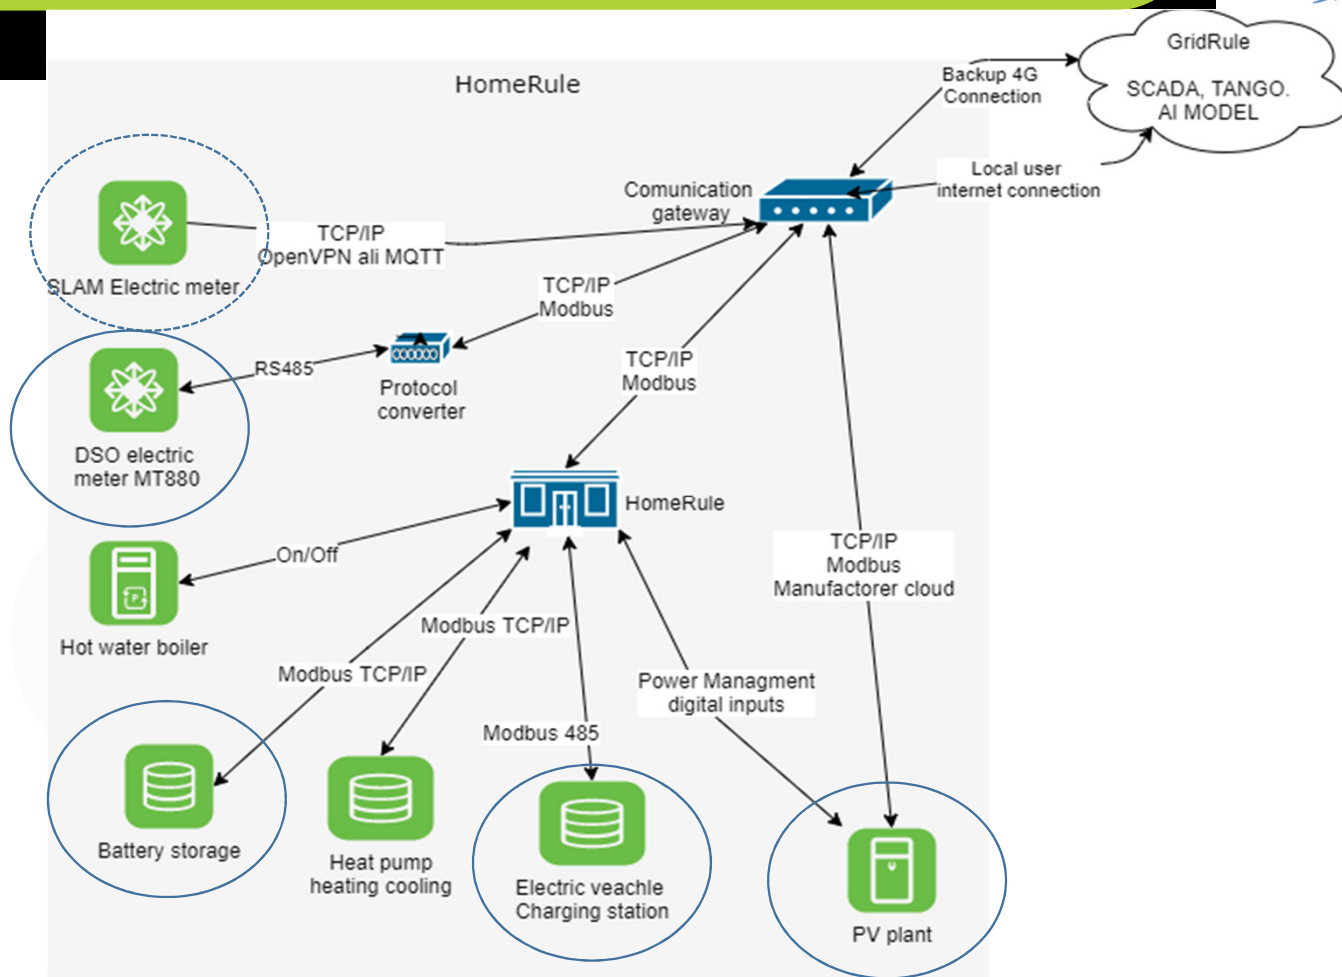 GridRule
SCADA, TANGO.
AI MODEL
HomeRule
Backup 4G
Connection
Local user
internet connection
Comunication
gateway
TCP/IP
OpenVPN ali MQTT
SLAM Electric meter
TCP/IP
Modbus
RS485
Protocol
converter
TCP/IP
Modbus
DSO electric
meter MT880
HomeRule
On/Off
TCP/IP
Modbus
Manufactorer cloud
Hot water boiler
Modbus TCP/IP
Modbus TCP/IP
Power Managment
digital inputs
Modbus 485
Battery storage
Heat pump
heating cooling
Electric veachle
Charging station
PV plant